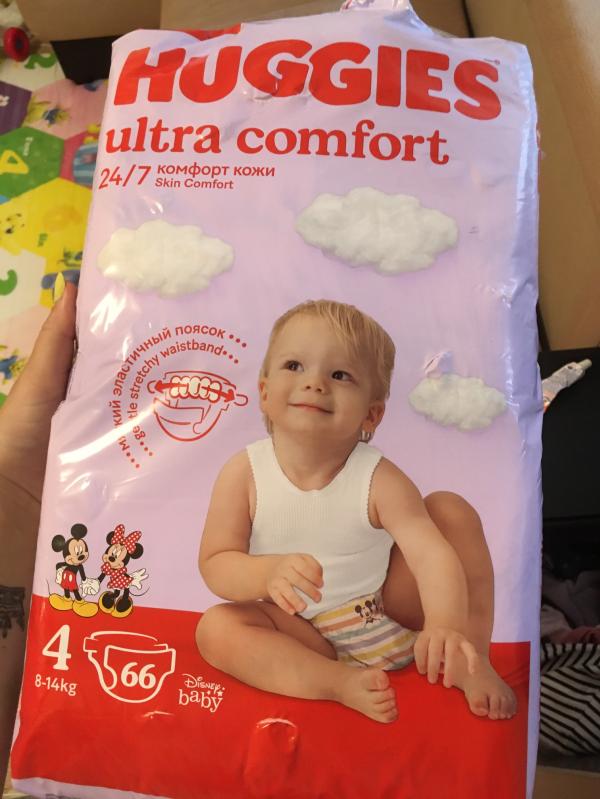 HUGGIES
ultra comfort
24/7 комфорт кожи
Skin Comfort
Мягкий эластичный поясок
gentle stretchy waistband
4
8-14kg
66
Disney
baby